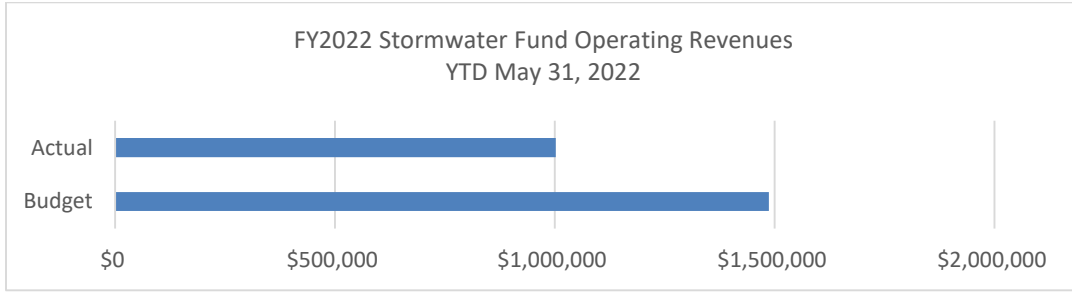 FY2022 Stormwater Fund Operating Revenues
YTD May 31, 2022
Actual
Budget
$0 $500,000 $1,000,000 $1,500,000 $2,000,000